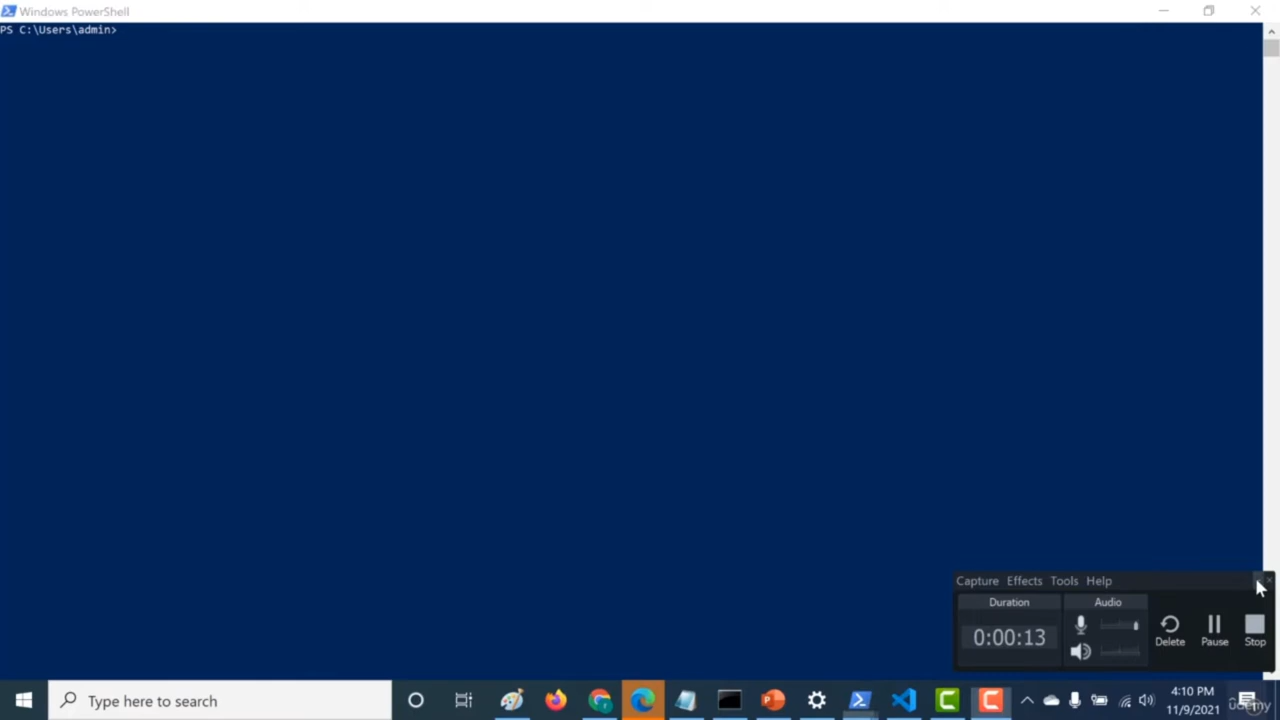 Windows PowerShell
PS C:\Users\admin>
Capture Effects Tools Help
Duration Audio
0:00:13
Delete Pause Stop
Type here to search
4:10 PM
11/9/2021
ûdemy